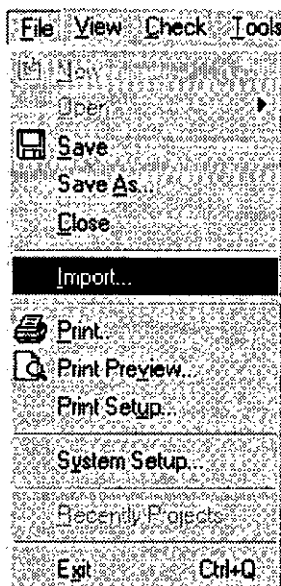 File View Check Tools
New
Open
Save
Save As...
Close
Import...
Print...
Print Preview...
Print Setup...
System Setup...
Recently Projects
Exit Ctrl+Q